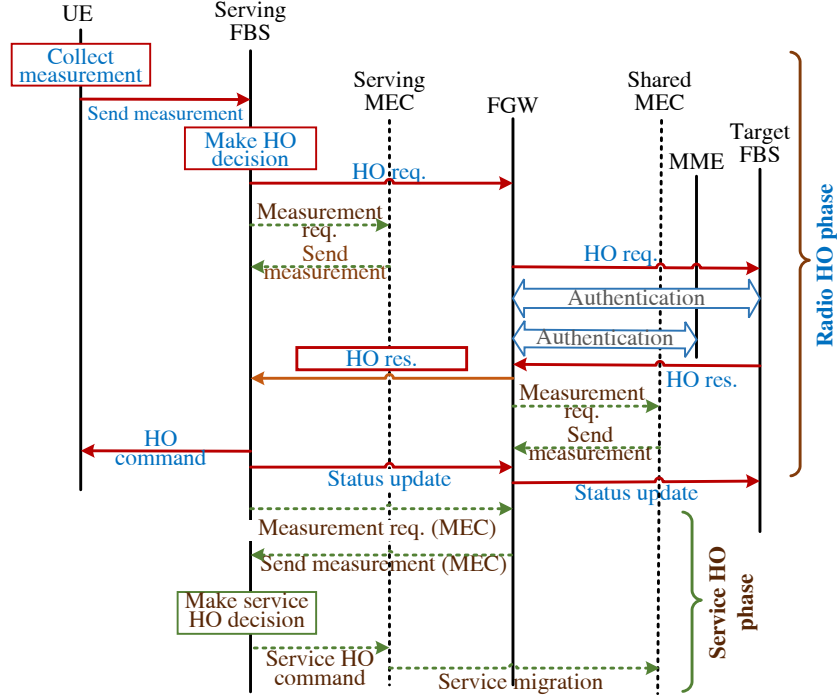 UE
Serving
FBS
Collect
measurement
Serving
MEC
Shared
MEC
Send measurement
FGW
Target
FBS
Make HO
decision
MME
HO req.
Measurement
req.
Send
measurement
HO req.
Authentication
Authentication
HO res.
HO res.
Measurement
req.
HO
command
Send
measurement
Status update
Status update
Radio HO phase
Measurement req. (MEC)
Send measurement (MEC)
Make service
HO decision
Service HO
command
Service migration
Service HO
phase